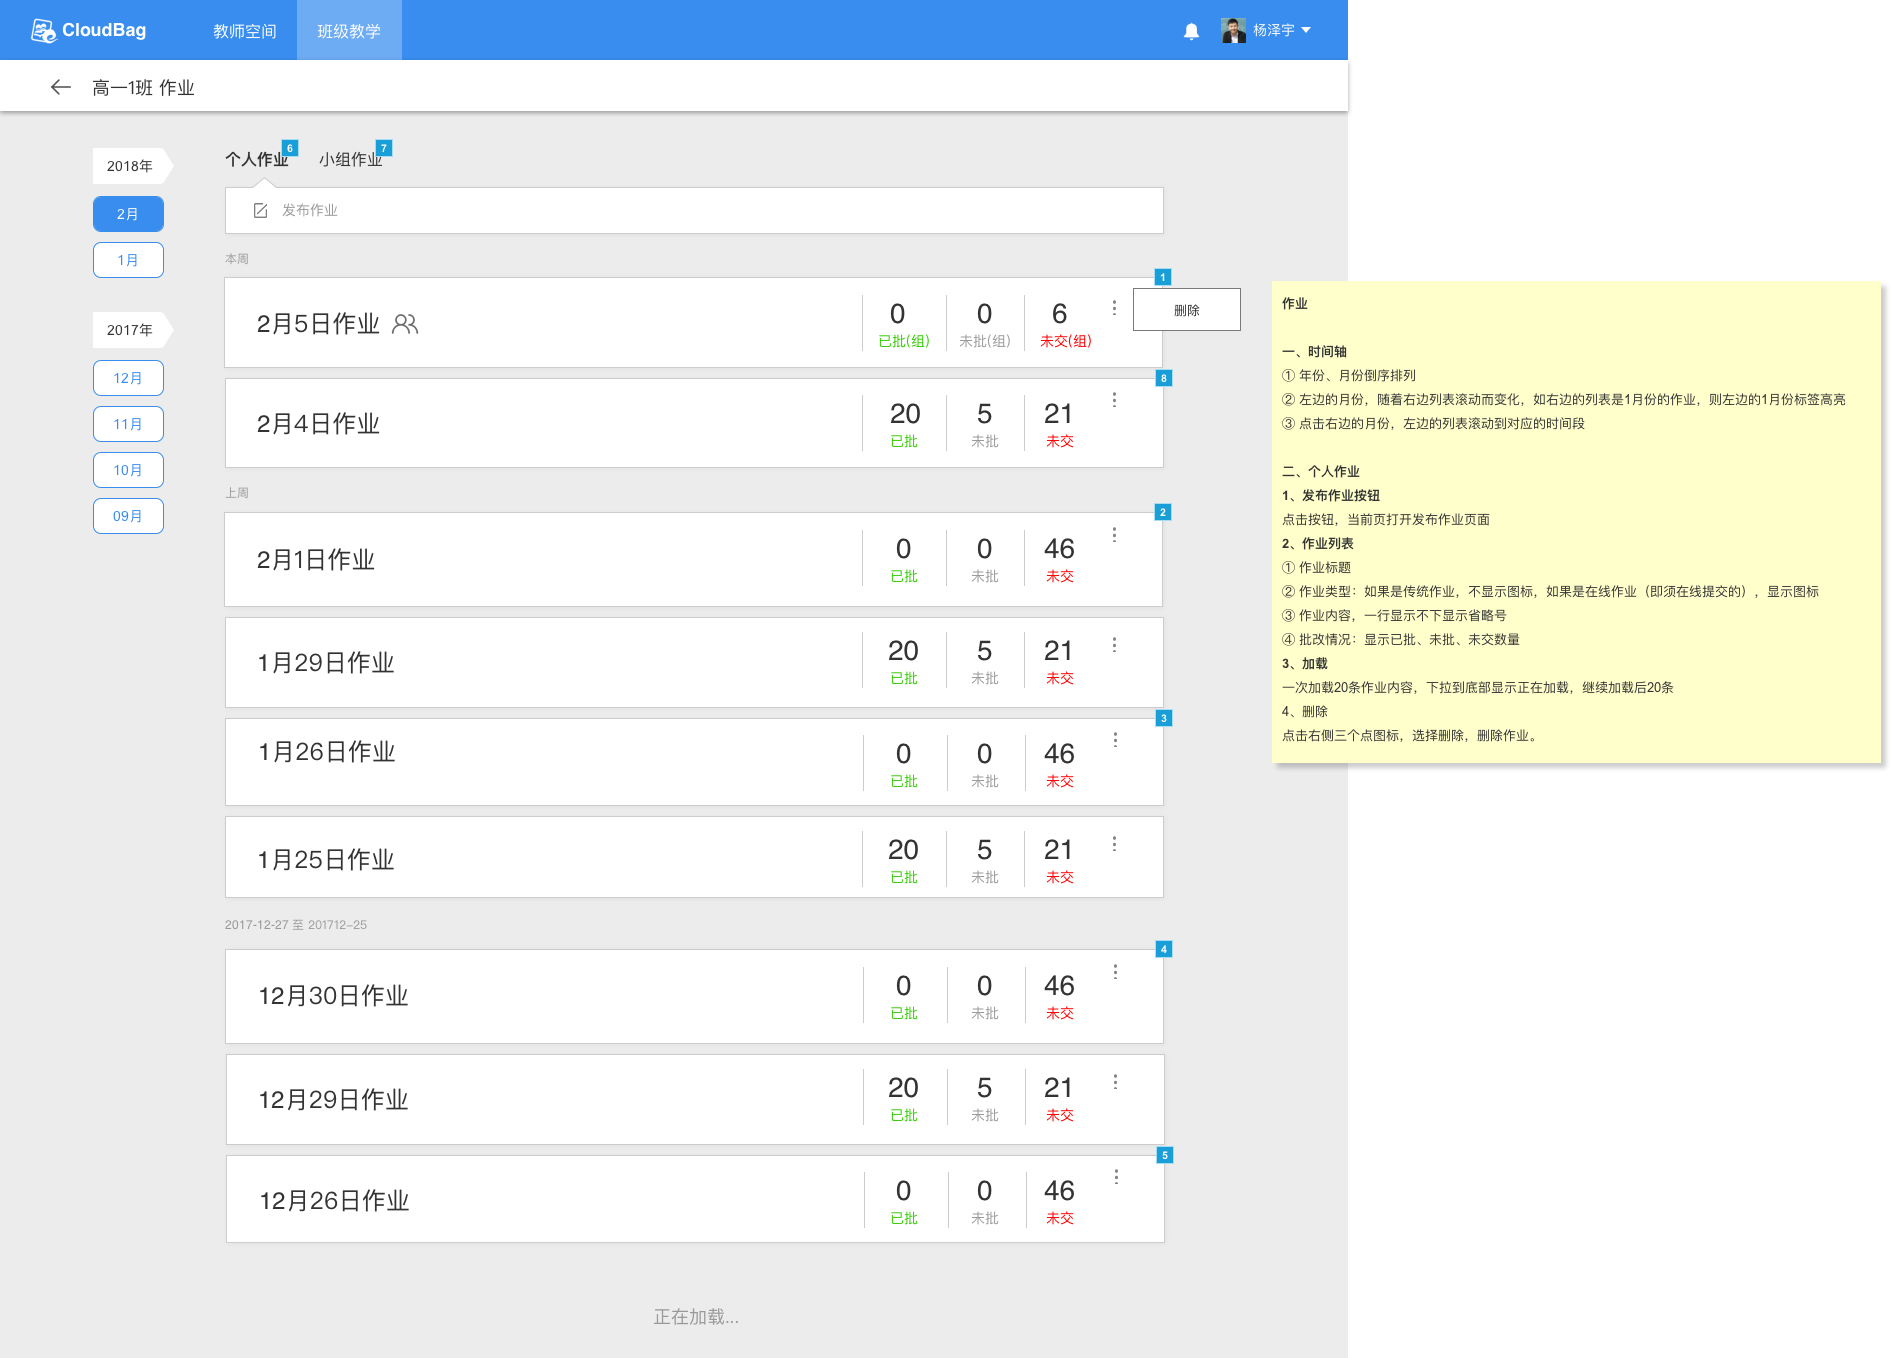 CloudBag
教师空间
班级教学
杨泽宇
高一1班 作业
2018年
2月
1月
2017年
12月
11月
10月
09月
个人作业
6
小组作业
7
发布作业
本周
1
2月5日作业
0
已批(组)
0
未批(组)
6
未交(组)
删除
8
2月4日作业
20
已批
5
未批
21
未交
上周
2
2月1日作业
0
已批
0
未批
46
未交
1月29日作业
20
已批
5
未批
21
未交
3
1月26日作业
0
已批
0
未批
46
未交
1月25日作业
20
已批
5
未批
21
未交
2017-12-27 至 201712-25
4
12月30日作业
0
已批
0
未批
46
未交
12月29日作业
20
已批
5
未批
21
未交
5
12月26日作业
0
已批
0
未批
46
未交
正在加载...
作业
一、时间轴
① 年份、月份倒序排列
② 左边的月份，随着右边列表滚动而变化，如右边的列表是1月份的作业，则左边的1月份标签高亮
③ 点击右边的月份，左边的列表滚动到对应的时间段
二、个人作业
1、发布作业按钮
点击按钮，当前页打开发布作业页面
2、作业列表
① 作业标题
② 作业类型：如果是传统作业，不显示图标，如果是在线作业（即须在线提交的），显示图标
③ 作业内容，一行显示不下显示省略号
④ 批改情况：显示已批、未批、未交数量
3、加载
一次加载20条作业内容，下拉到底部显示正在加载，继续加载后20条
4、删除
点击右侧三个点图标，选择删除，删除作业。